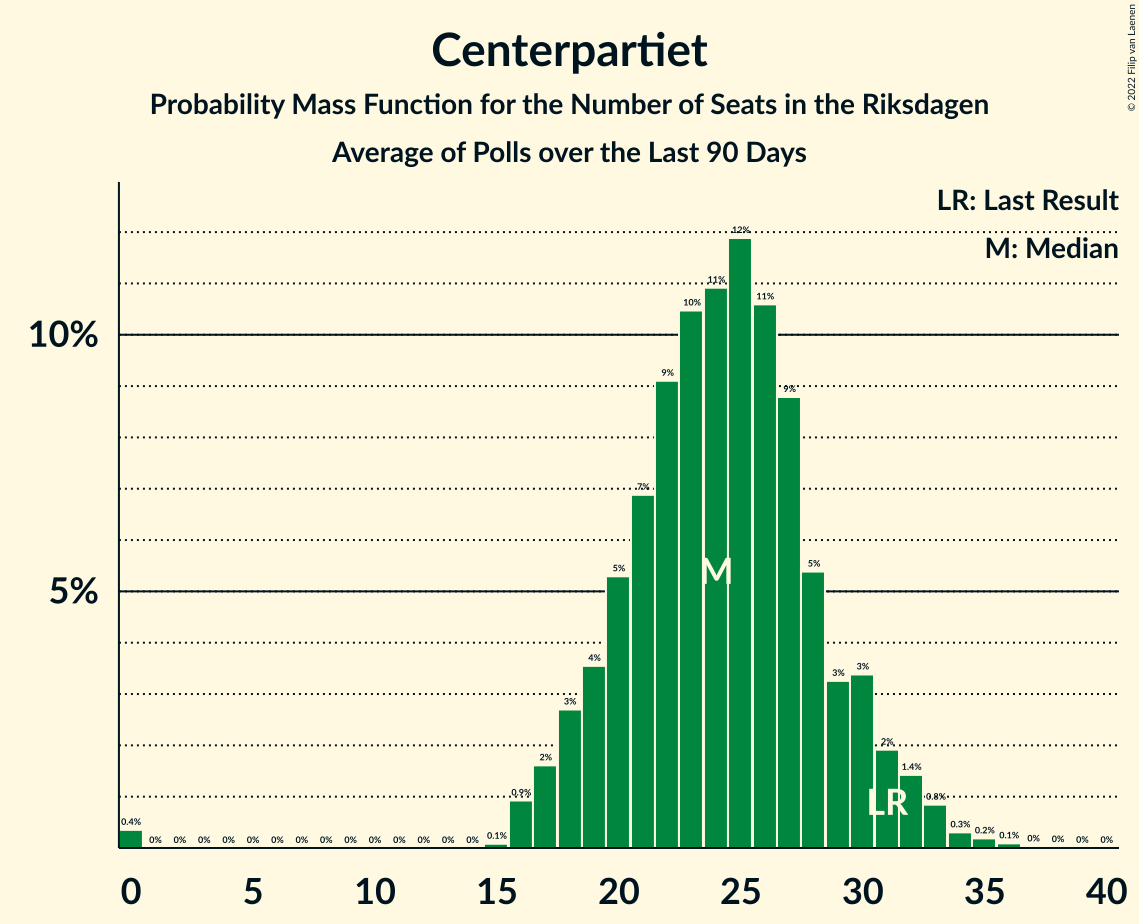 © 2022 Filip van Laenen
Centerpartiet
Probability Mass Function for the Number of Seats in the Riksdagen
Average of Polls over the Last 90 Days
LR: Last Result
M: Median
10%
5%
0.4% 0% 0% 0% 0% 0% 0% 0% 0% 0% 0% 0% 0% 0% 0% 0.1% 0.9% 2% 3% 4% 5% 7% 9% 10% 11% 12% 11% 9% 5% 3% 3% 2% 1.4% 0.8% 0.3% 0.2% 0.1% 0% 0% 0% 0%
M
LR
0 5 10 15 20 25 30 35 40